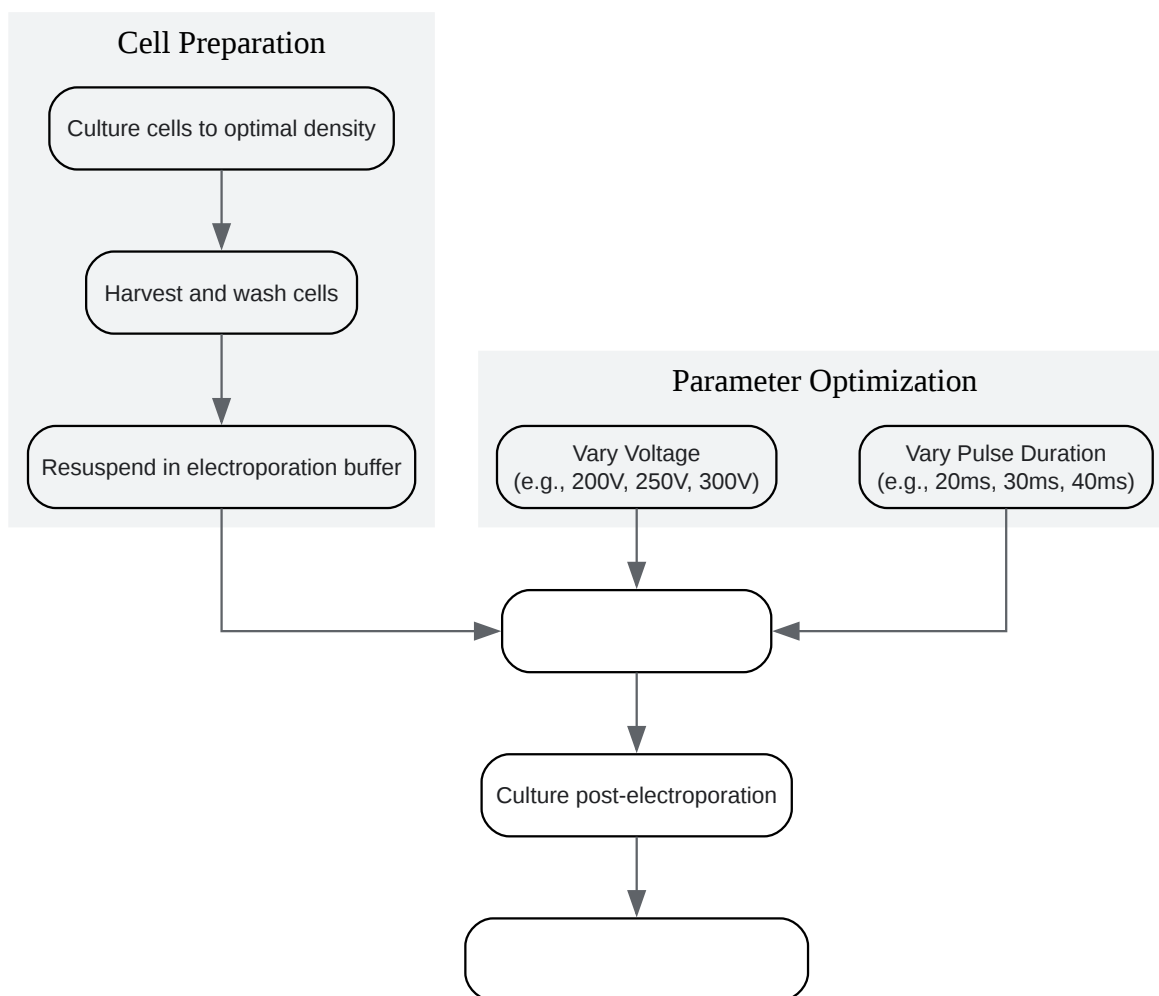 Cell Preparation
Culture cells to optimal density
Harvest and wash cells
Resuspend in electroporation buffer
Parameter Optimization
Vary Voltage
(e.g., 200V, 250V, 300V)
Vary Pulse Duration
(e.g., 20ms, 30ms, 40ms)
Culture post-electroporation